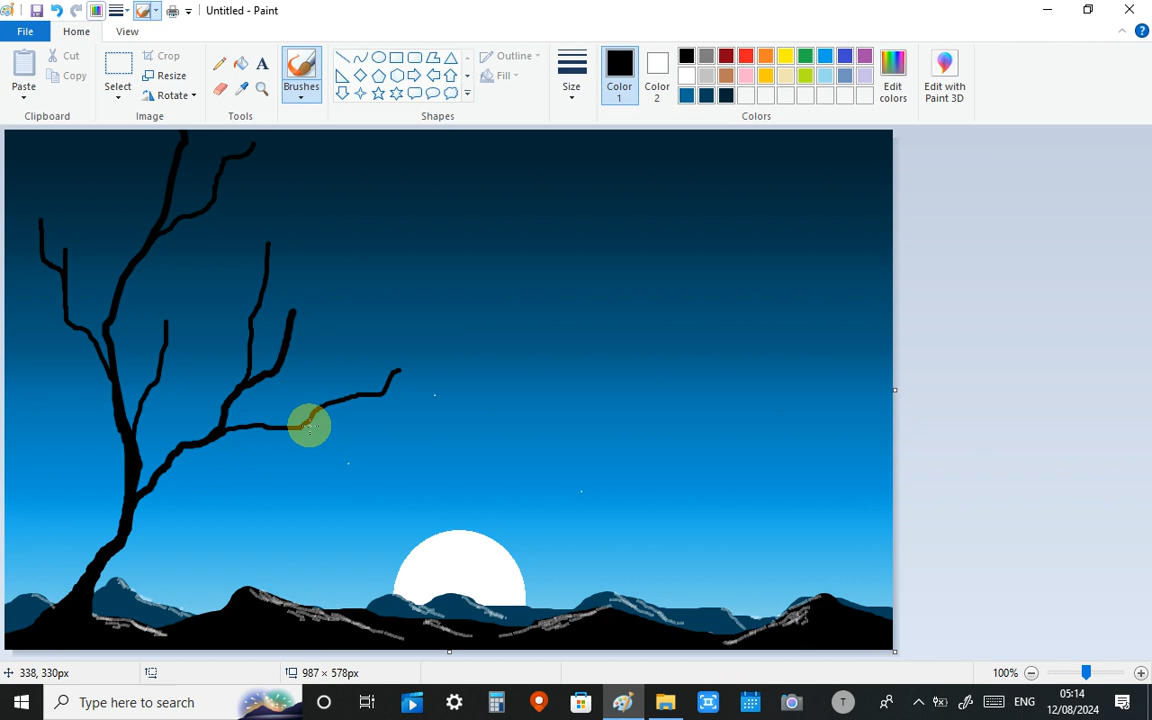 Untitled - Paint
File
Home
View
Paste
Cut
Copy
Clipboard
Select
Crop
Resize
Rotate
Image
A
Tools
Brushes
Outline
Fill
Shapes
Size
Color 1
Color 2
Edit colors
Colors
Edit with Paint 3D
338, 330px
987 × 578px
100%
Type here to search
T
ENG
05:14
12/08/2024